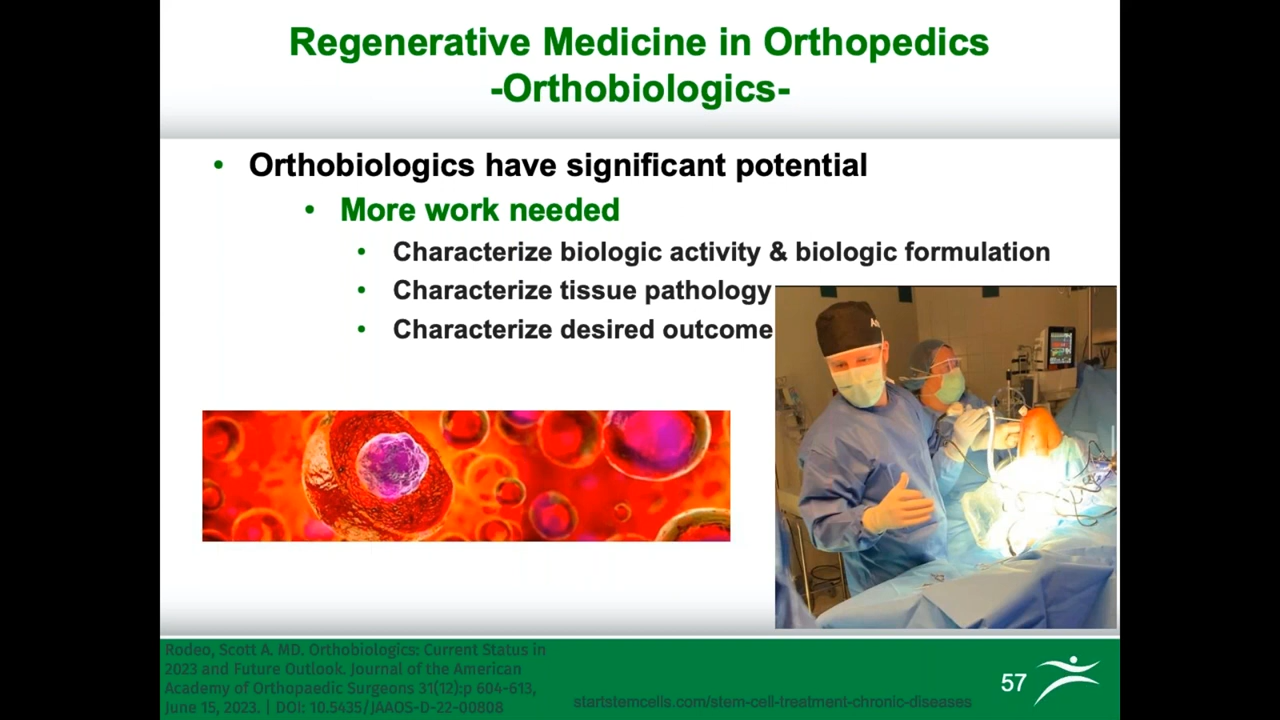 Regenerative Medicine in Orthopedics
-Orthobiologics-
• Orthobiologics have significant potential
• More work needed
• Characterize biologic activity & biologic formulation
• Characterize tissue pathology
• Characterize desired outcome
Rodeo, Scott A. MD. Orthobiologics: Current Status in
2023 and Future Outlook. Journal of the American
Academy of Orthopaedic Surgeons 31(12):p 604-613,
June 15, 2023. | DOI: 10.5435/JAAOS-D-22-00808
startstemcells.com/stem-cell-treatment-chronic-diseases
57